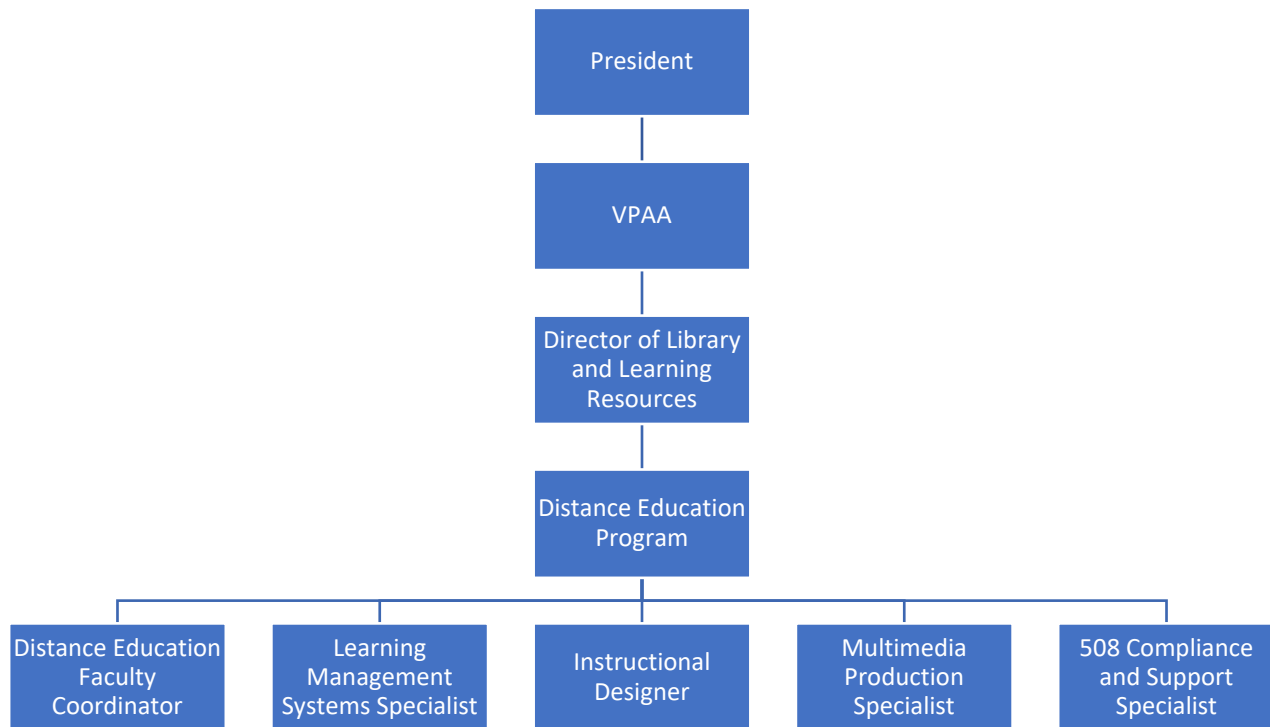 President
VPAA
Director of Library
and Learning
Resources
Distance Education
Program
Distance Education
Faculty
Coordinator
Learning
Management
Systems Specialist
Instructional
Designer
Multimedia
Production
Specialist
508 Compliance
and Support
Specialist